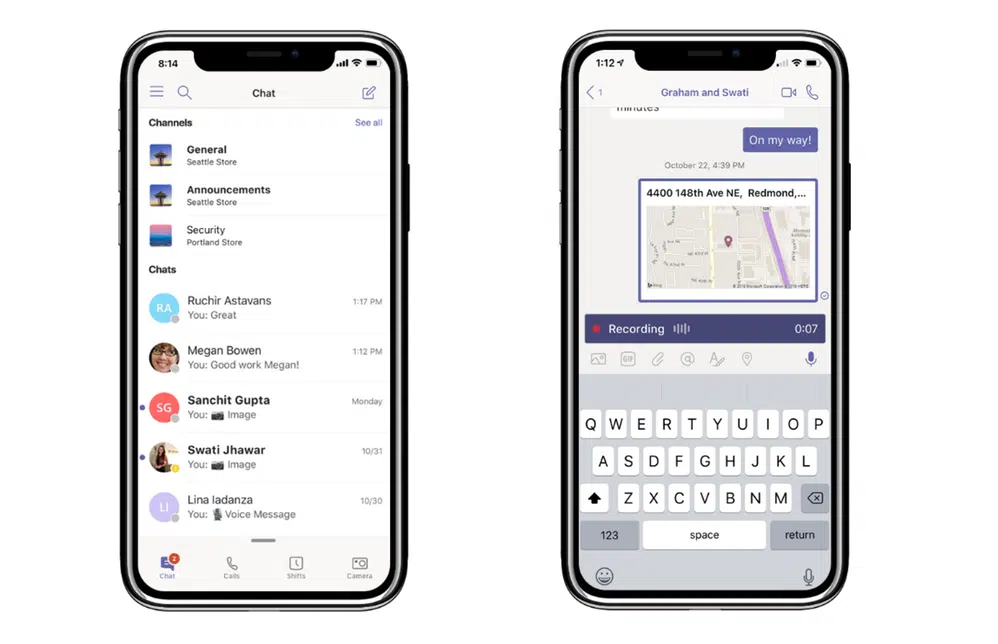 8:14
Chat
Channels
See all
General
Seattle Store
Announcements
Seattle Store
Security
Portland Store
Chats
RA
Ruchir Astavans
1:17 PM
You: Great
Megan Bowen
1:12 PM
You: Good work Megan!
SG
Sanchit Gupta
Monday
You: 📷 Image
Swati Jhawar
10/31
You: 📷 Image
LI
Lina Iadanza
10/30
You: 🎙 Voice Message
2
Chat
Calls
Shifts
Camera
1:12
1
Graham and Swati
minutes
On my way!
October 22, 4:39 PM
4400 148th Ave NE, Redmond,...
Recording
0:07
GIF
Q W E R T Y U I O P
A S D F G H J K L
Z X C V B N M
123
space
return